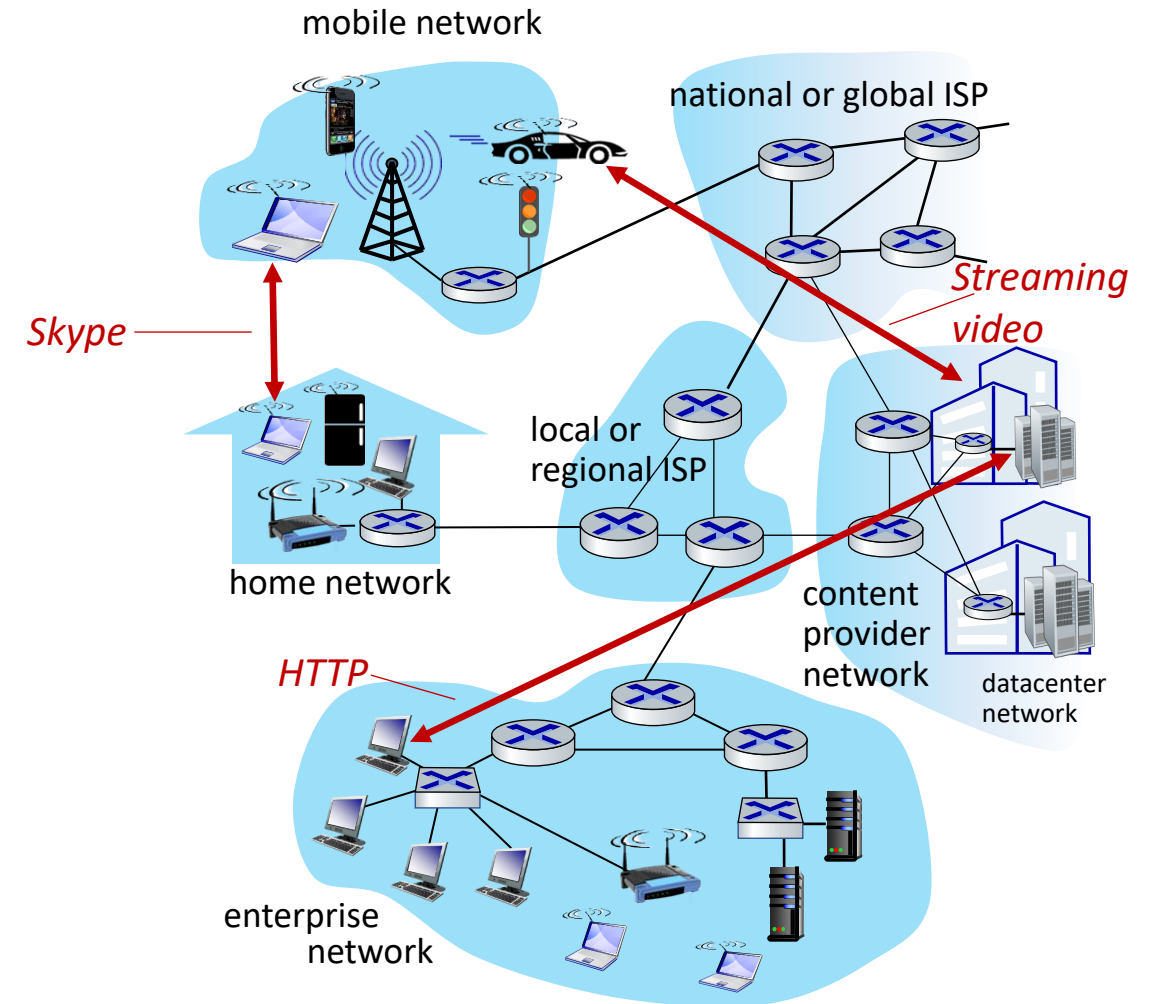 mobile network
national or global ISP
Streaming
video
Skype
local or
regional ISP
home network
content
provider
network
datacenter
network
HTTP
enterprise
network